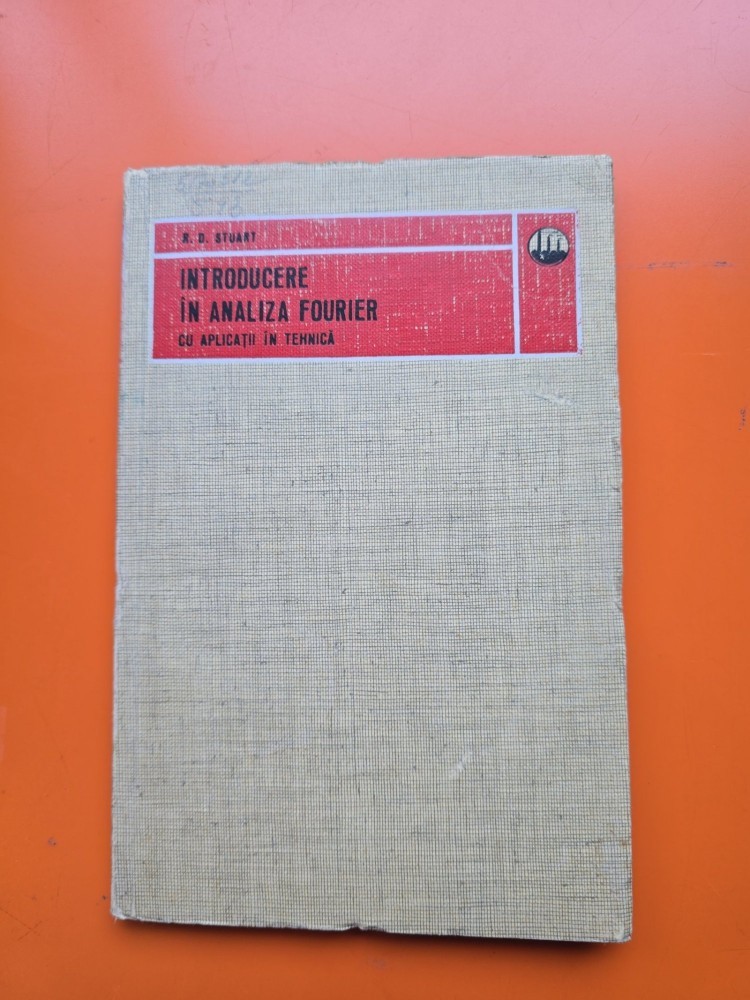 R. D. STUART
INTRODUCERE
ÎN ANALIZA FOURIER
CU APLICAȚII ÎN TEHNICĂ